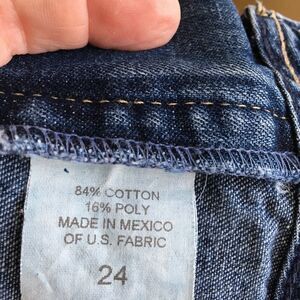 84% COTTON
16% POLY
MADE IN MEXICO
OF U.S. FABRIC
24